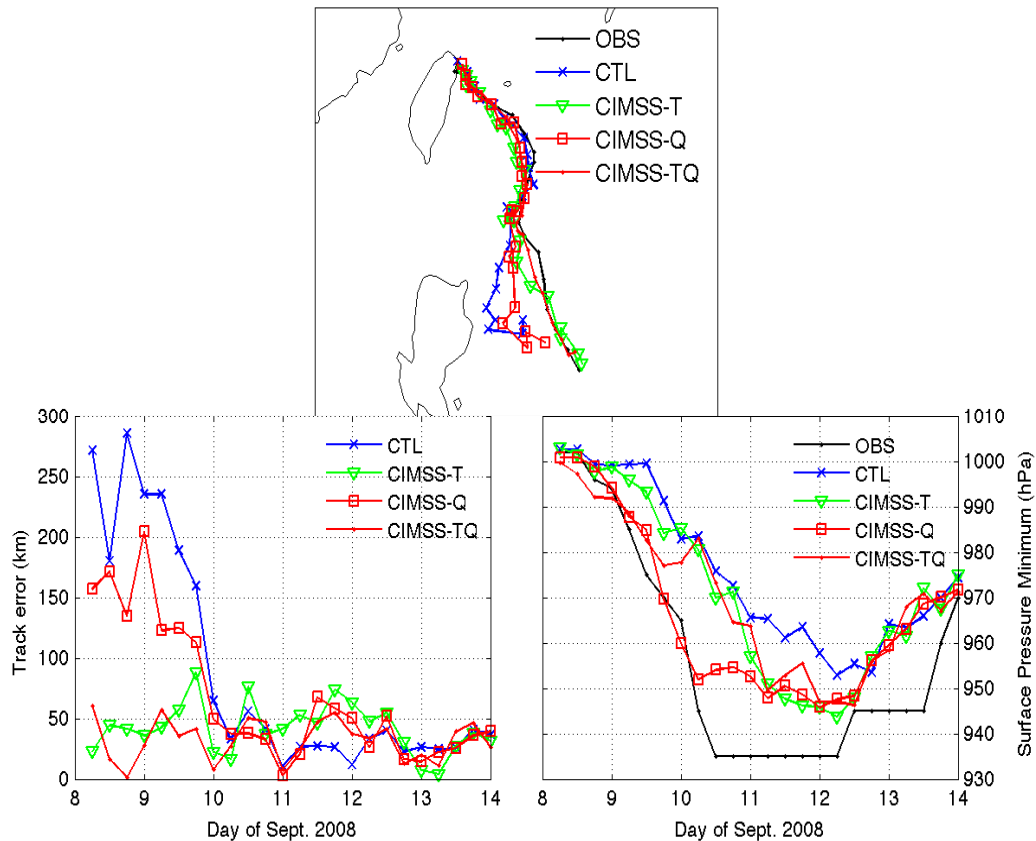 OBS
CTL
CIMSS-T
CIMSS-Q
CIMSS-TQ
300
250
200
150
100
50
0
Track error (km)
8
9
10
11
12
13
14
Day of Sept. 2008
CTL
CIMSS-T
CIMSS-Q
CIMSS-TQ
1010
1000
990
980
970
960
950
940
930
Surface Pressure Minimum (hPa)
8
9
10
11
12
13
14
Day of Sept. 2008
OBS
CTL
CIMSS-T
CIMSS-Q
CIMSS-TQ